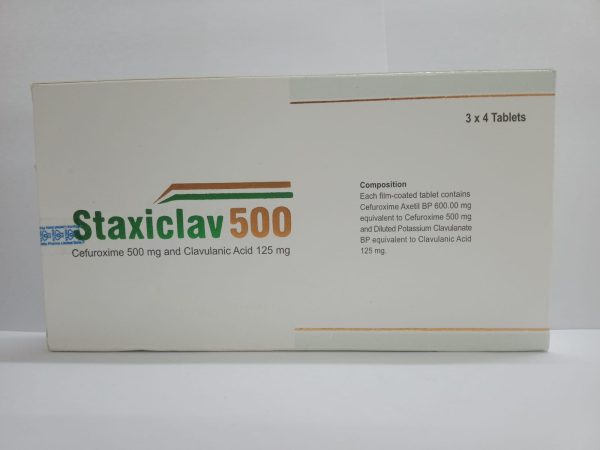 3 x 4 Tablets
Staxiclav 500
Cefuroxime 500 mg and Clavulanic Acid 125 mg
Composition
Each film-coated tablet contains
Cefuroxime Axetil BP 600.00 mg
equivalent to Cefuroxime 500 mg
and Diluted Potassium Clavulanate
BP equivalent to Clavulanic Acid
125 mg.